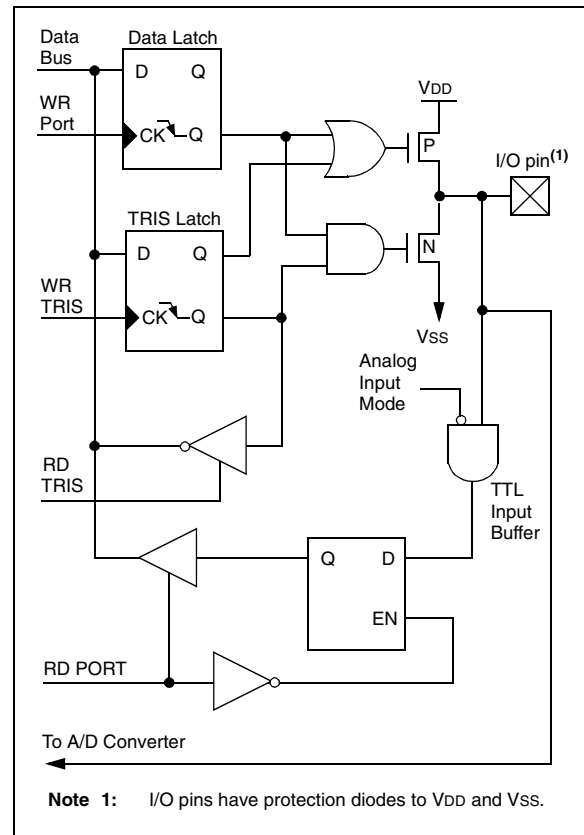 Data
Bus
Data Latch
D Q
WR
Port
CK Q
VDD
P
I/O pin(1)
TRIS Latch
D Q
N
WR
TRIS
CK Q
VSS
Analog
Input
Mode
RD
TRIS
TTL
Input
Buffer
Q D
EN
RD PORT
To A/D Converter
Note 1: I/O pins have protection diodes to VDD and VSS.